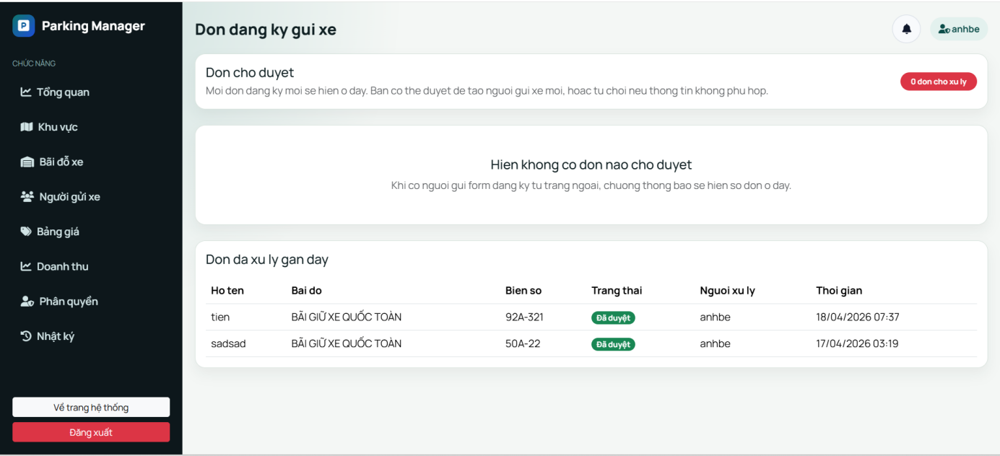 Parking Manager
CHỨC NĂNG
Tổng quan
Khu vực
Bãi đỗ xe
Người gửi xe
Bảng giá
Doanh thu
Phân quyền
Nhật ký
Về trang hệ thống
Đăng xuất
Don dang ky gui xe
anhbe
Don cho duyet
Moi don dang ky moi se hien o day. Ban co the duyet de tao nguoi gui xe moi, hoac tu choi neu thong tin khong phu hop.
0 don cho xu ly
Hien khong co don nao cho duyet
Khi co nguoi gui form dang ky tu trang ngoai, chuong thong bao se hien so don o day.
Don da xu ly gan day
Ho ten Bai do Bien so Trang thai Nguoi xu ly Thoi gian
tien BÃI GIỮ XE QUỐC TOÀN 92A-321 Đã duyệt anhbe 18/04/2026 07:37
sadsad BÃI GIỮ XE QUỐC TOÀN 50A-22 Đã duyệt anhbe 17/04/2026 03:19